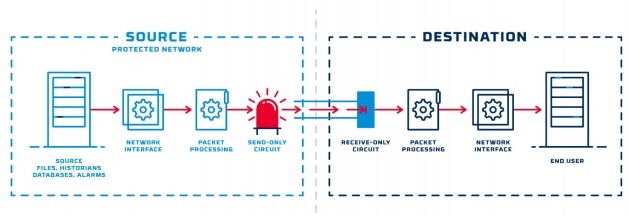 SOURCE
PROTECTED NETWORK
SOURCE
FILES, HISTORIANS
DATABASES, ALARMS
NETWORK
INTERFACE
PACKET
PROCESSING
SEND-ONLY
CIRCUIT
DESTINATION
RECEIVE-ONLY
CIRCUIT
PACKET
PROCESSING
NETWORK
INTERFACE
END USER